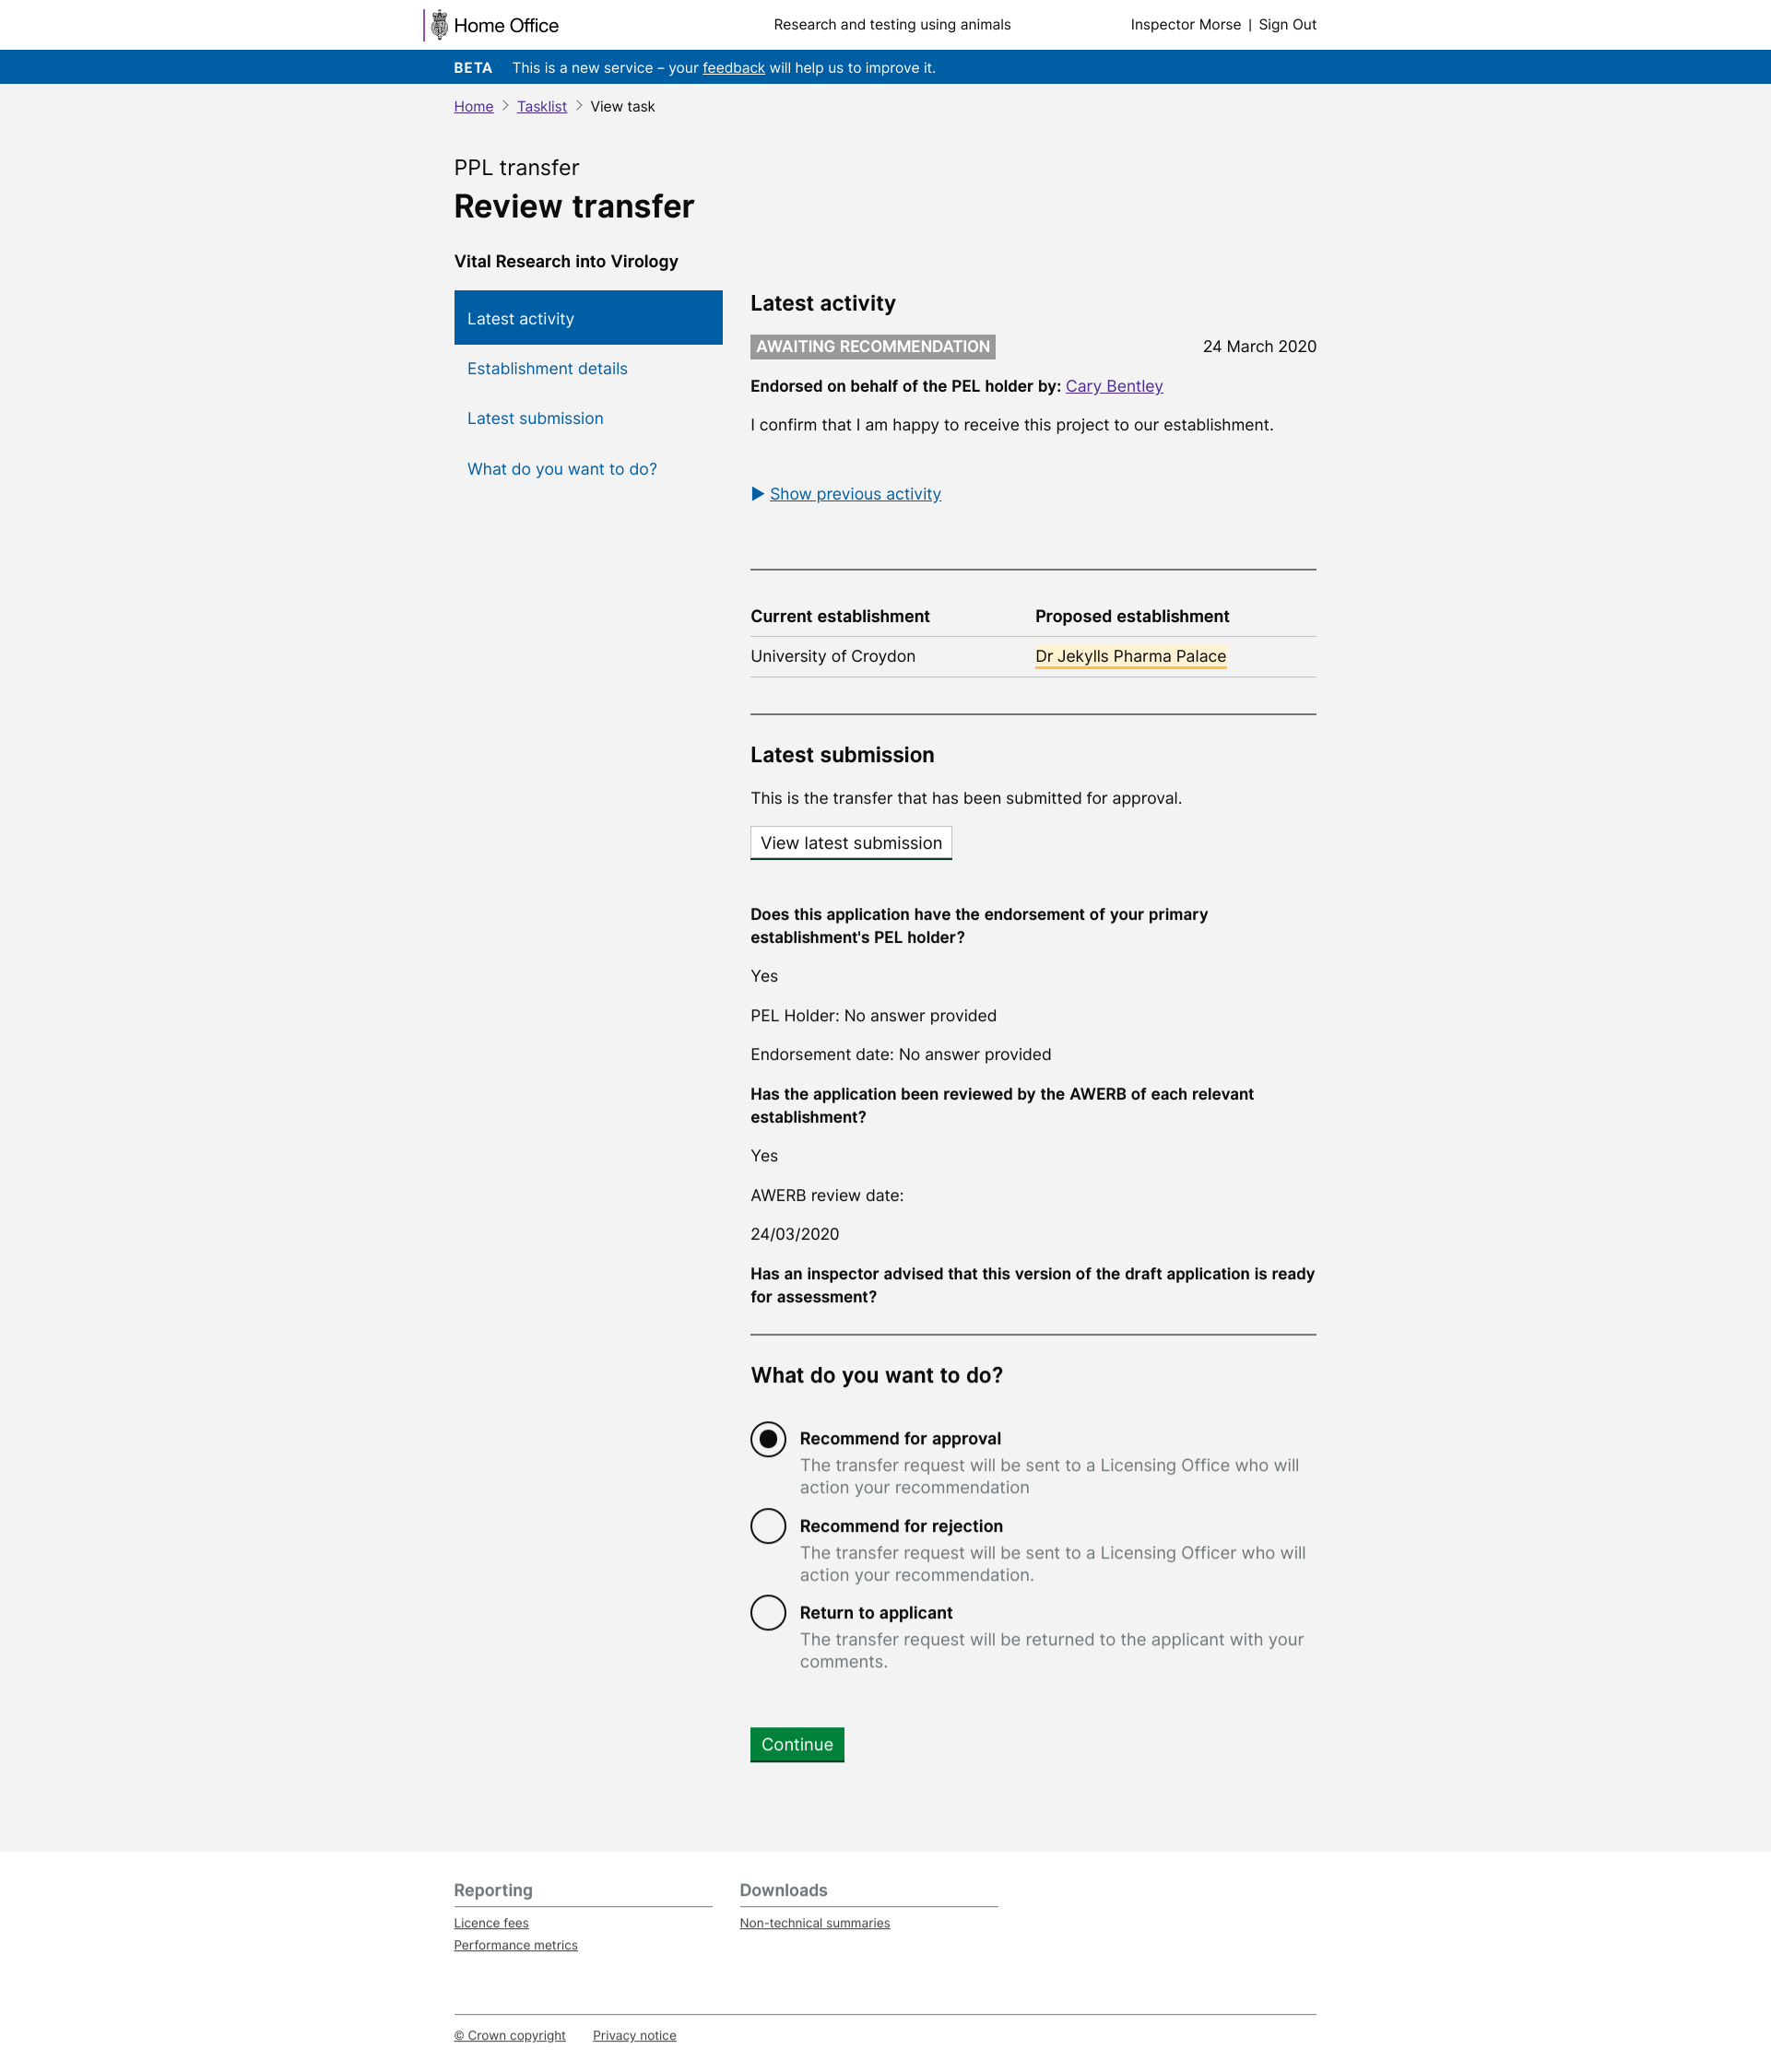 Home Office
Research and testing using animals
Inspector Morse | Sign Out
BETA This is a new service – your feedback will help us to improve it.
Home > Tasklist > View task
PPL transfer
Review transfer
Vital Research into Virology
Latest activity
Establishment details
Latest submission
What do you want to do?
Latest activity
AWAITING RECOMMENDATION
24 March 2020
Endorsed on behalf of the PEL holder by: Cary Bentley
I confirm that I am happy to receive this project to our establishment.
Show previous activity
Current establishment Proposed establishment
University of Croydon Dr Jekylls Pharma Palace
Latest submission
This is the transfer that has been submitted for approval.
View latest submission
Does this application have the endorsement of your primary
establishment's PEL holder?
Yes
PEL Holder: No answer provided
Endorsement date: No answer provided
Has the application been reviewed by the AWERB of each relevant
establishment?
Yes
AWERB review date:
24/03/2020
Has an inspector advised that this version of the draft application is ready
for assessment?
What do you want to do?
Recommend for approval
The transfer request will be sent to a Licensing Office who will
action your recommendation
Recommend for rejection
The transfer request will be sent to a Licensing Officer who will
action your recommendation.
Return to applicant
The transfer request will be returned to the applicant with your
comments.
Continue
Reporting
Licence fees
Performance metrics
Downloads
Non-technical summaries
© Crown copyright Privacy notice